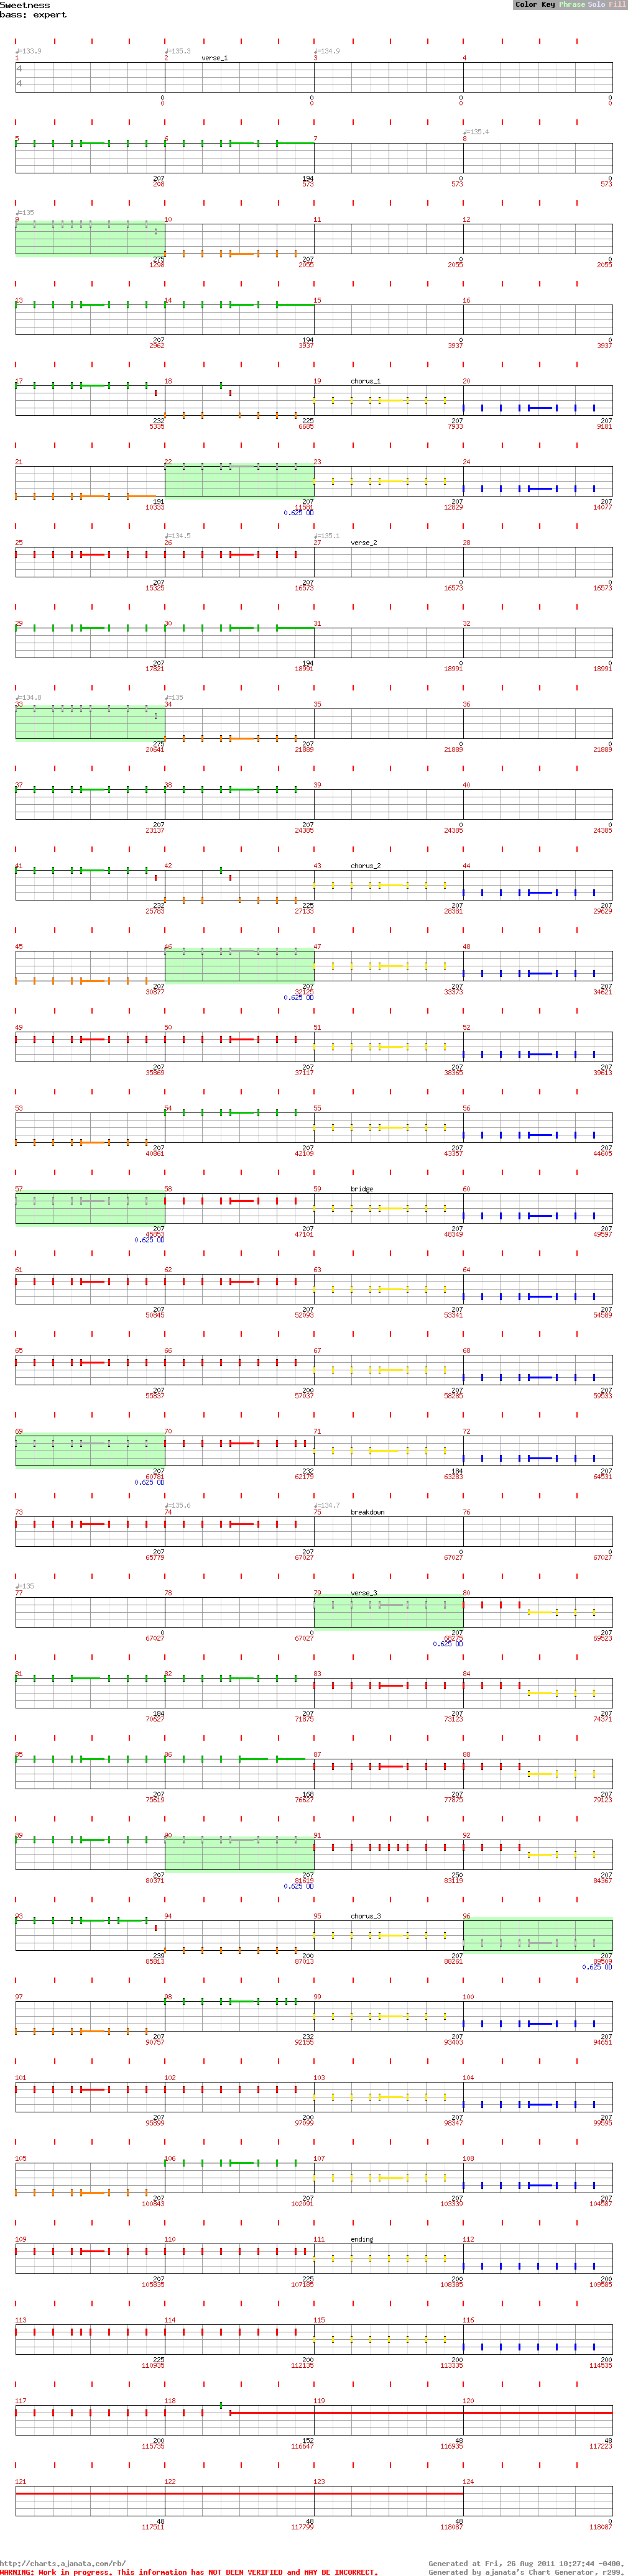 Sweetness
bass: expert
Color Key Phrase Solo Fill
♩=133.9 ♩=135.3 ♩=134.9
1 2 verse_1 3 4
4
4
0 0 0 0
0 0 0 0
♩=135.4
5 6 7 8
207 194 0 0
208 573 573 573
♩=135
9 10 11 12
275 207 0 0
1298 2055 2055 2055
13 14 15 16
207 194 0 0
2962 3937 3937 3937
17 18 19 chorus_1 20
232 225 207 207
5335 6685 7933 9181
21 22 23 24
191 207 207 207
10333 11581 12829 14077
0.625 OD
♩=134.5 ♩=135.1
25 26 27 verse_2 28
207 207 0 0
15325 16573 16573 16573
29 30 31 32
207 194 0 0
17821 18991 18991 18991
♩=134.8 ♩=135
33 34 35 36
275 207 0 0
20641 21889 21889 21889
37 38 39 40
207 207 0 0
23137 24385 24385 24385
41 42 43 chorus_2 44
232 225 207 207
25783 27133 28381 29629
45 46 47 48
207 207 207 207
30877 32125 33373 34621
0.625 OD
49 50 51 52
207 207 207 207
35869 37117 38365 39613
53 54 55 56
207 207 207 207
40861 42109 43357 44605
57 58 59 bridge 60
207 207 207 207
45853 47101 48349 49597
0.625 OD
61 62 63 64
207 207 207 207
50845 52093 53341 54589
65 66 67 68
207 200 207 207
55837 57037 58285 59533
69 70 71 72
207 232 184 207
60781 62179 63283 64531
0.625 OD
♩=135.6 ♩=134.7
73 74 75 breakdown 76
207 207 0 0
65779 67027 67027 67027
♩=135
77 78 79 verse_3 80
0 0 207 207
67027 67027 68275 69523
0.625 OD
81 82 83 84
184 207 207 207
70627 71875 73123 74371
85 86 87 88
207 168 207 207
75619 76627 77875 79123
89 90 91 92
207 207 250 207
80371 81619 83119 84367
0.625 OD
93 94 95 chorus_3 96
239 200 207 207
85813 87013 88261 89509
0.625 OD
97 98 99 100
207 232 207 207
90757 92155 93403 94651
101 102 103 104
207 200 207 207
95899 97099 98347 99595
105 106 107 108
207 207 207 207
100843 102091 103339 104587
109 110 111 ending 112
207 225 200 200
105835 107185 108385 109585
113 114 115 116
225 200 200 200
110935 112135 113335 114535
117 118 119 120
200 152 48 48
115735 116647 116935 117223
121 122 123 124
48 48 48 0
117511 117799 118087 118087
http://charts.ajanata.com/rb/ Generated at Fri, 26 Aug 2011 10:27:44 -0400.
WARNING: Work in progress. This information has NOT BEEN VERIFIED and MAY BE INCORRECT. Generated by ajanata's Chart Generator, r299.